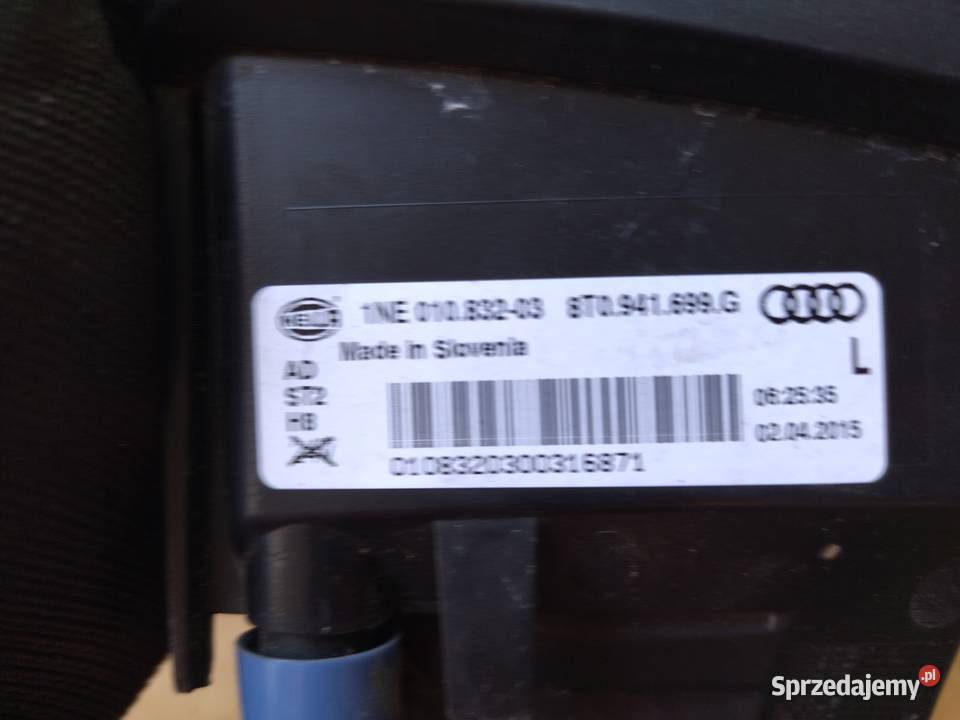 HELLA 1NE 010.832-03 8T0.941.699.G
Made in Slovenia
L
AD
ST2
H8
06:25:35
02.04.2015
0108320300316871
Sprzedajemy.pl